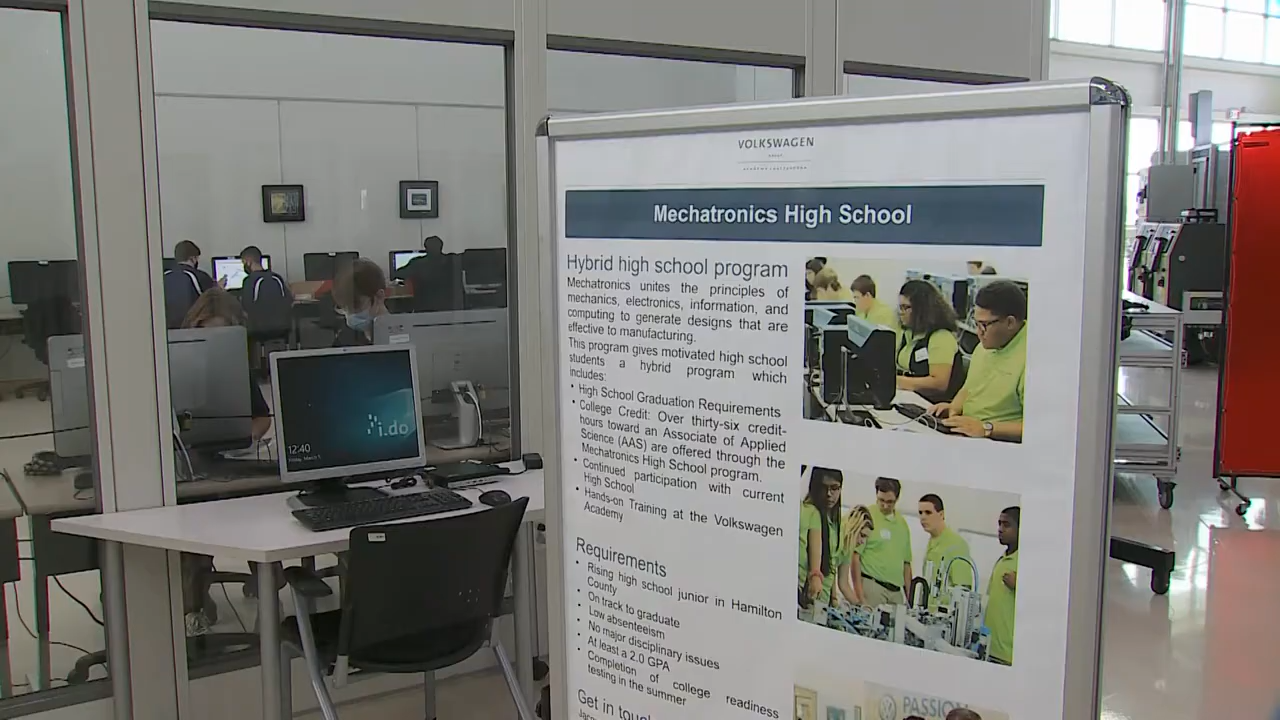 VOLKSWAGEN
Mechatronics High School
Hybrid high school program
Mechatronics unites the principles of
mechanics, electronics, information, and
computing to generate designs that are
effective to manufacturing.
This program gives motivated high school
students a hybrid program which
includes:
• High School Graduation Requirements
• College Credit: Over thirty-six credit-
hours toward an Associate of Applied
Science (AAS) are offered through the
Mechatronics High School program.
• Continued participation with current
High School
• Hands-on Training at the Volkswagen
Academy
Requirements
• Rising high school junior in Hamilton
County
• On track to graduate
• Low absenteeism
• No major disciplinary issues
• At least a 2.0 GPA
• Completion of college readiness
testing in the summer
Get in touch
PASSION
i.do
12:40